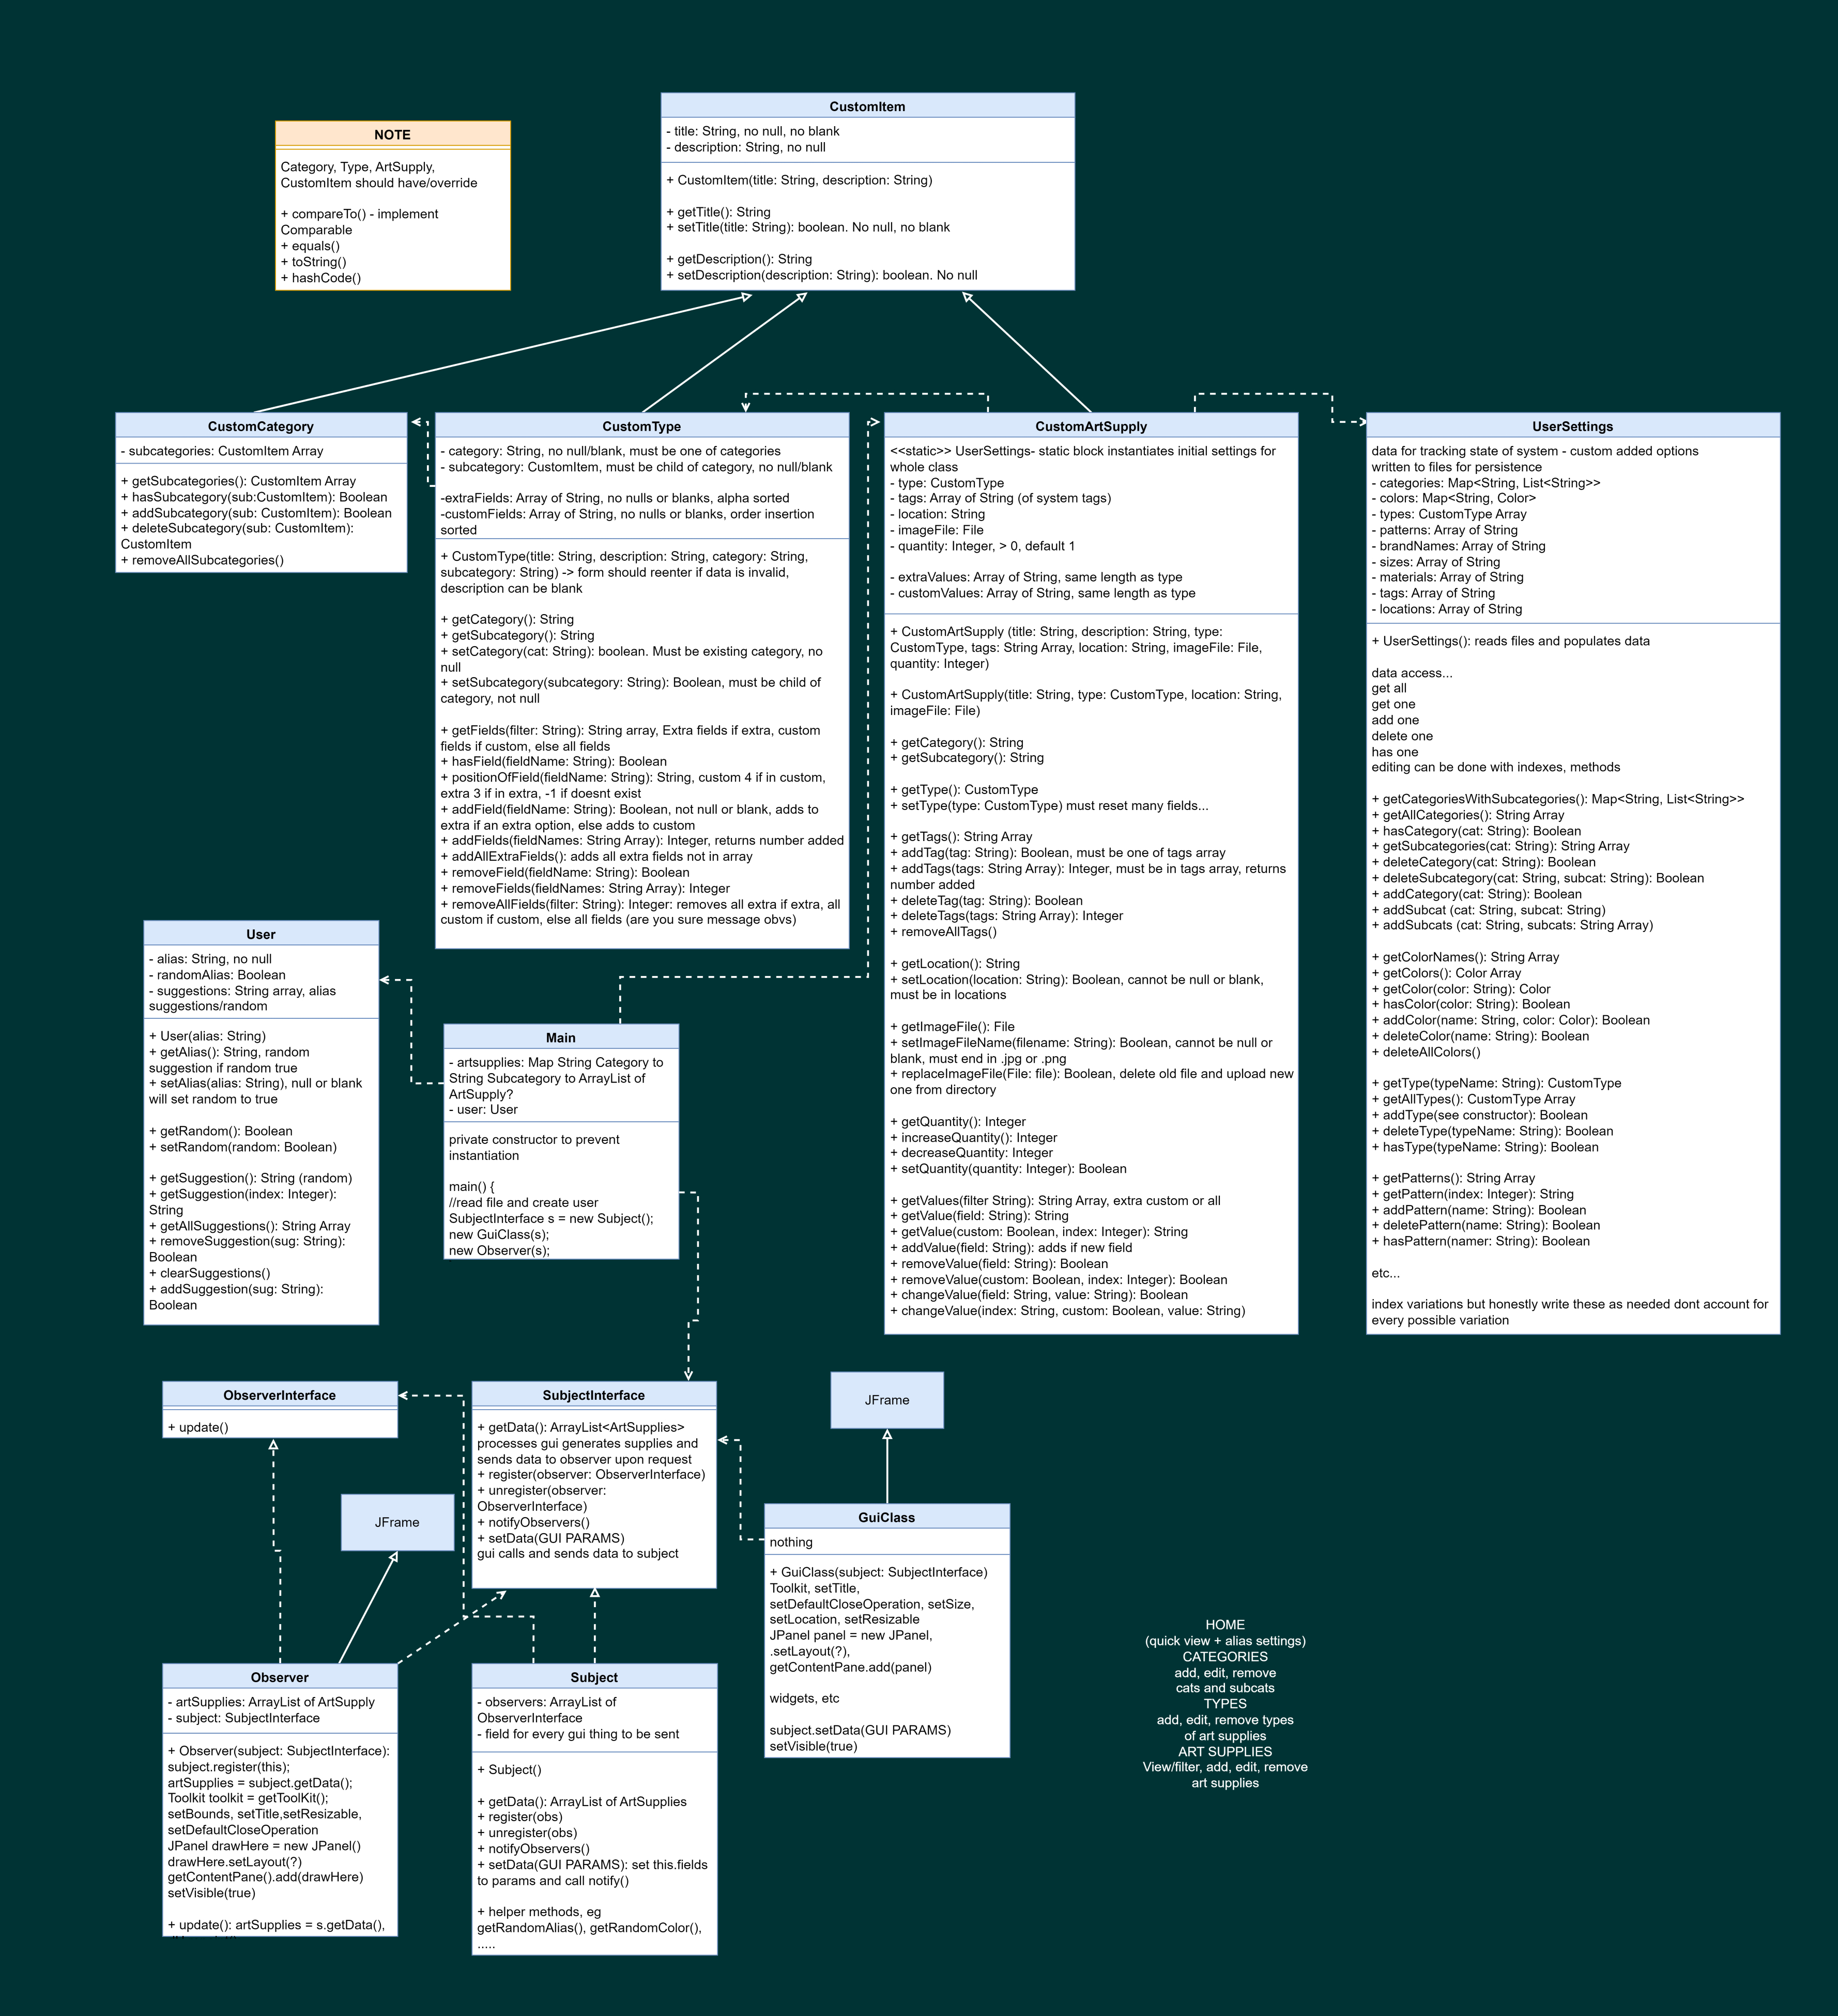 CustomItem
- title: String, no null, no blank
- description: String, no null
+ CustomItem(title: String, description: String)
+ getTitle(): String
+ setTitle(title: String): boolean. No null, no blank
+ getDescription(): String
+ setDescription(description: String): boolean. No null
NOTE
Category, Type, ArtSupply,
CustomItem should have/override
+ compareTo() - implement
Comparable
+ equals()
+ toString()
+ hashCode()
CustomCategory
- subcategories: CustomItem Array
+ getSubcategories(): CustomItem Array
+ hasSubcategory(sub:CustomItem): Boolean
+ addSubcategory(sub: CustomItem): Boolean
+ deleteSubcategory(sub: CustomItem):
CustomItem
+ removeAllSubcategories()
CustomType
- category: String, no null/blank, must be one of categories
- subcategory: CustomItem, must be child of category, no null/blank
-extraFields: Array of String, no nulls or blanks, alpha sorted
-customFields: Array of String, no nulls or blanks, order insertion
sorted
+ CustomType(title: String, description: String, category: String,
subcategory: String) -> form should reenter if data is invalid,
description can be blank
+ getCategory(): String
+ getSubcategory(): String
+ setCategory(cat: String): boolean. Must be existing category, no
null
+ setSubcategory(subcategory: String): Boolean, must be child of
category, not null
+ getFields(filter: String): String array, Extra fields if extra, custom
fields if custom, else all fields
+ hasField(fieldName: String): Boolean
+ positionOfField(fieldName: String): String, custom 4 if in custom,
extra 3 if in extra, -1 if doesnt exist
+ addField(fieldName: String): Boolean, not null or blank, adds to
extra if an extra option, else adds to custom
+ addFields(fieldNames: String Array): Integer, returns number added
+ addAllExtraFields(): adds all extra fields not in array
+ removeField(fieldName: String): Boolean
+ removeFields(fieldNames: String Array): Integer
+ removeAllFields(filter: String): Integer: removes all extra if extra, all
custom if custom, else all fields (are you sure message obvs)
CustomArtSupply
<<static>> UserSettings- static block instantiates initial settings for
whole class
- type: CustomType
- tags: Array of String (of system tags)
- location: String
- imageFile: File
- quantity: Integer, > 0, default 1
- extraValues: Array of String, same length as type
- customValues: Array of String, same length as type
+ CustomArtSupply (title: String, description: String, type:
CustomType, tags: String Array, location: String, imageFile: File,
quantity: Integer)
+ CustomArtSupply(title: String, type: CustomType, location: String,
imageFile: File)
+ getCategory(): String
+ getSubcategory(): String
+ getType(): CustomType
+ setType(type: CustomType) must reset many fields...
+ getTags(): String Array
+ addTag(tag: String): Boolean, must be one of tags array
+ addTags(tags: String Array): Integer, must be in tags array, returns
number added
+ deleteTag(tag: String): Boolean
+ deleteTags(tags: String Array): Integer
+ removeAllTags()
+ getLocation(): String
+ setLocation(location: String): Boolean, cannot be null or blank,
must be in locations
+ getImageFile(): File
+ setImageFileName(filename: String): Boolean, cannot be null or
blank, must end in .jpg or .png
+ replaceImageFile(File: file): Boolean, delete old file and upload new
one from directory
+ getQuantity(): Integer
+ increaseQuantity(): Integer
+ decreaseQuantity: Integer
+ setQuantity(quantity: Integer): Boolean
+ getValues(filter String): String Array, extra custom or all
+ getValue(field: String): String
+ getValue(custom: Boolean, index: Integer): String
+ addValue(field: String): adds if new field
+ removeValue(field: String): Boolean
+ removeValue(custom: Boolean, index: Integer): Boolean
+ changeValue(field: String, value: String): Boolean
+ changeValue(index: String, custom: Boolean, value: String)
UserSettings
data for tracking state of system - custom added options
written to files for persistence
- categories: Map<String, List<String>>
- colors: Map<String, Color>
- types: CustomType Array
- patterns: Array of String
- brandNames: Array of String
- sizes: Array of String
- materials: Array of String
- tags: Array of String
- locations: Array of String
+ UserSettings(): reads files and populates data
data access...
get all
get one
add one
delete one
has one
editing can be done with indexes, methods
+ getCategoriesWithSubcategories(): Map<String, List<String>>
+ getAllCategories(): String Array
+ hasCategory(cat: String): Boolean
+ getSubcategories(cat: String): String Array
+ deleteCategory(cat: String): Boolean
+ deleteSubcategory(cat: String, subcat: String): Boolean
+ addCategory(cat: String): Boolean
+ addSubcat (cat: String, subcat: String)
+ addSubcats (cat: String, subcats: String Array)
+ getColorNames(): String Array
+ getColors(): Color Array
+ getColor(color: String): Color
+ hasColor(color: String): Boolean
+ addColor(name: String, color: Color): Boolean
+ deleteColor(name: String): Boolean
+ deleteAllColors()
+ getType(typeName: String): CustomType
+ getAllTypes(): CustomType Array
+ addType(see constructor): Boolean
+ deleteType(typeName: String): Boolean
+ hasType(typeName: String): Boolean
+ getPatterns(): String Array
+ getPattern(index: Integer): String
+ addPattern(name: String): Boolean
+ deletePattern(name: String): Boolean
+ hasPattern(namer: String): Boolean
etc...
index variations but honestly write these as needed dont account for
every possible variation
User
- alias: String, no null
- randomAlias: Boolean
- suggestions: String array, alias
suggestions/random
+ User(alias: String)
+ getAlias(): String, random
suggestion if random true
+ setAlias(alias: String), null or blank
will set random to true
+ getRandom(): Boolean
+ setRandom(random: Boolean)
+ getSuggestion(): String (random)
+ getSuggestion(index: Integer):
String
+ getAllSuggestions(): String Array
+ removeSuggestion(sug: String):
Boolean
+ clearSuggestions()
+ addSuggestion(sug: String):
Boolean
Main
- artsupplies: Map String Category to
String Subcategory to ArrayList of
ArtSupply?
- user: User
private constructor to prevent
instantiation
main() {
//read file and create user
SubjectInterface s = new Subject();
new GuiClass(s);
new Observer(s);
ObserverInterface
+ update()
SubjectInterface
+ getData(): ArrayList<ArtSupplies>
processes gui generates supplies and
sends data to observer upon request
+ register(observer: ObserverInterface)
+ unregister(observer:
ObserverInterface)
+ notifyObservers()
+ setData(GUI PARAMS)
gui calls and sends data to subject
JFrame
JFrame
GuiClass
nothing
+ GuiClass(subject: SubjectInterface)
Toolkit, setTitle,
setDefaultCloseOperation, setSize,
setLocation, setResizable
JPanel panel = new JPanel,
.setLayout(?),
getContentPane.add(panel)
widgets, etc
subject.setData(GUI PARAMS)
setVisible(true)
Observer
- artSupplies: ArrayList of ArtSupply
- subject: SubjectInterface
+ Observer(subject: SubjectInterface):
subject.register(this);
artSupplies = subject.getData();
Toolkit toolkit = getToolKit();
setBounds, setTitle,setResizable,
setDefaultCloseOperation
JPanel drawHere = new JPanel()
drawHere.setLayout(?)
getContentPane().add(drawHere)
setVisible(true)
+ update(): artSupplies = s.getData(),
Subject
- observers: ArrayList of
ObserverInterface
- field for every gui thing to be sent
+ Subject()
+ getData(): ArrayList of ArtSupplies
+ register(obs)
+ unregister(obs)
+ notifyObservers()
+ setData(GUI PARAMS): set this.fields
to params and call notify()
+ helper methods, eg
getRandomAlias(), getRandomColor(),
.....
HOME
(quick view + alias settings)
CATEGORIES
add, edit, remove
cats and subcats
TYPES
add, edit, remove types
of art supplies
ART SUPPLIES
View/filter, add, edit, remove
art supplies